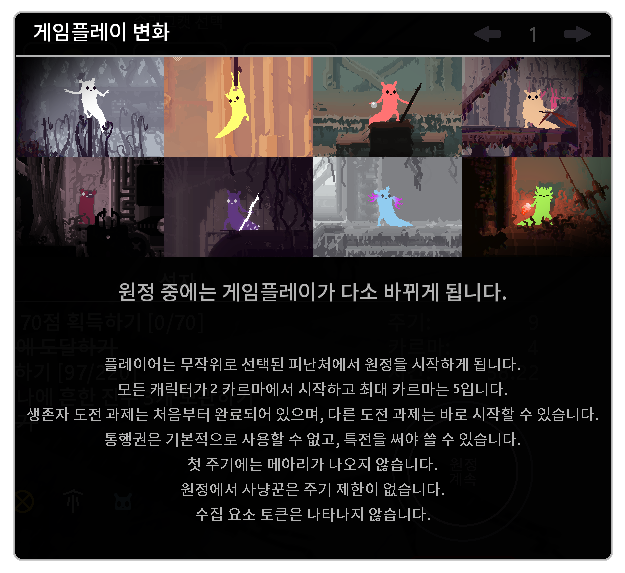 게임플레이 변화
1
원정 중에는 게임플레이가 다소 바뀌게 됩니다.
70점 획득하기 [0/70]
플레이어는 무작위로 선택된 피난처에서 원정을 시작하게 됩니다.
모든 캐릭터가 2 카르마에서 시작하고 최대 카르마는 5입니다.
생존자 도전 과제는 처음부터 완료되어 있으며, 다른 도전 과제는 바로 시작할 수 있습니다.
통행권은 기본적으로 사용할 수 없고, 특전을 써야 쓸 수 있습니다.
첫 주기에는 메아리가 나오지 않습니다.
원정에서 사냥꾼은 주기 제한이 없습니다.
수집 요소 토큰은 나타나지 않습니다.